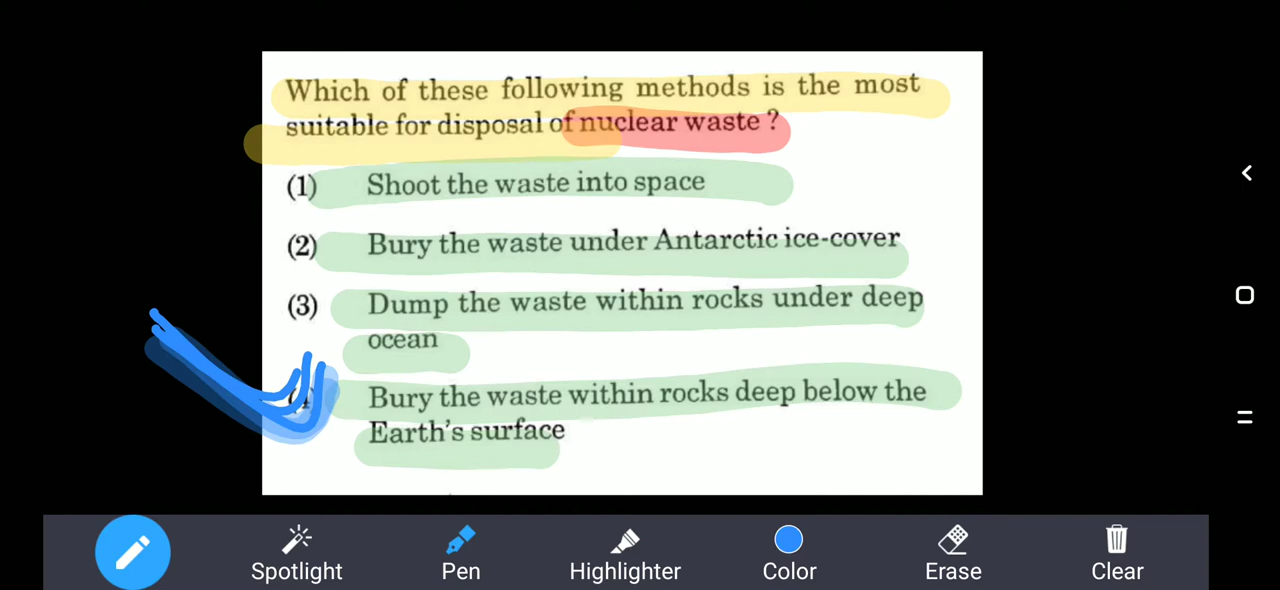 Which of these following methods is the most
suitable for disposal of nuclear waste ?
(1) Shoot the waste into space
(2) Bury the waste under Antarctic ice-cover
(3) Dump the waste within rocks under deep
ocean
Bury the waste within rocks deep below the
Earth's surface
Spotlight Pen Highlighter Color Erase Clear